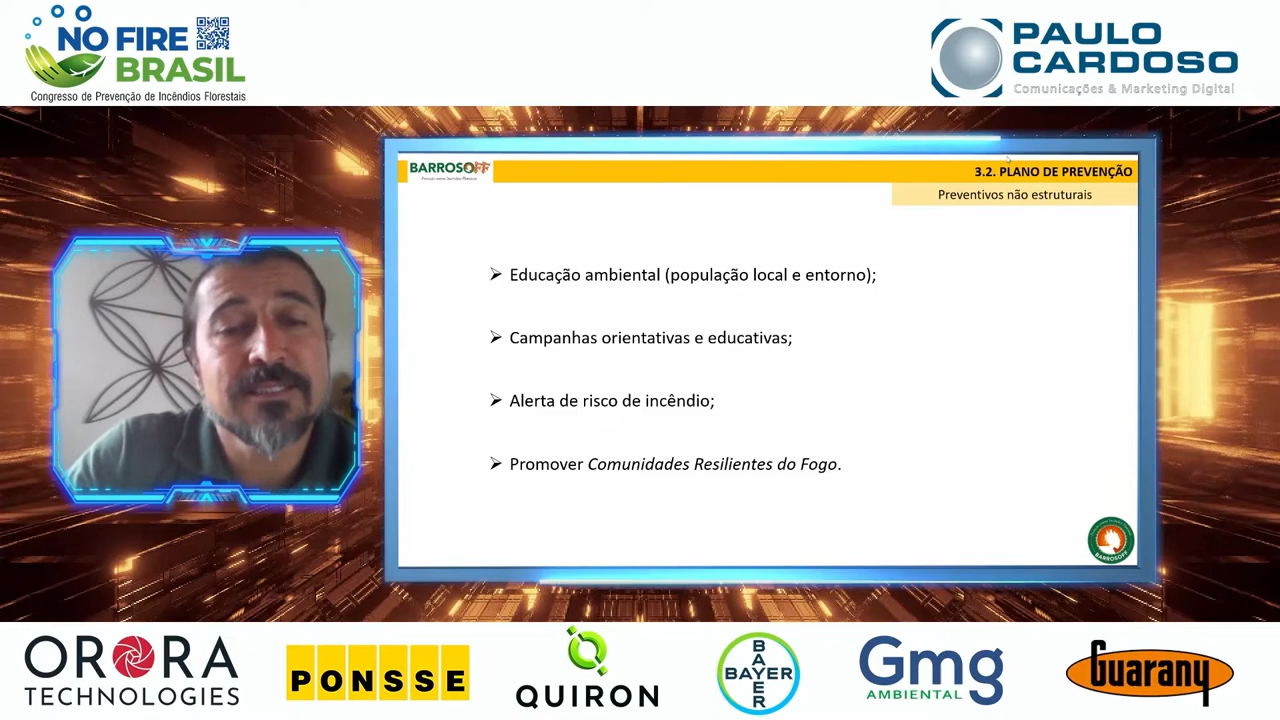 NO FIRE
BRASIL
Congresso de Prevenção de Incêndios Florestais
PAULO
CARDOSO
Comunicações & Marketing Digital
BARROSOFF
3.2. PLANO DE PREVENÇÃO
Preventivos não estruturais
➢ Educação ambiental (população local e entorno);
➢ Campanhas orientativas e educativas;
➢ Alerta de risco de incêndio;
➢ Promover Comunidades Resilientes do Fogo.
BARROSOFF
ORORA
TECHNOLOGIES
PONSSE
QUIRON
BAYER
BAYER
Gmg
AMBIENTAL
Guarany